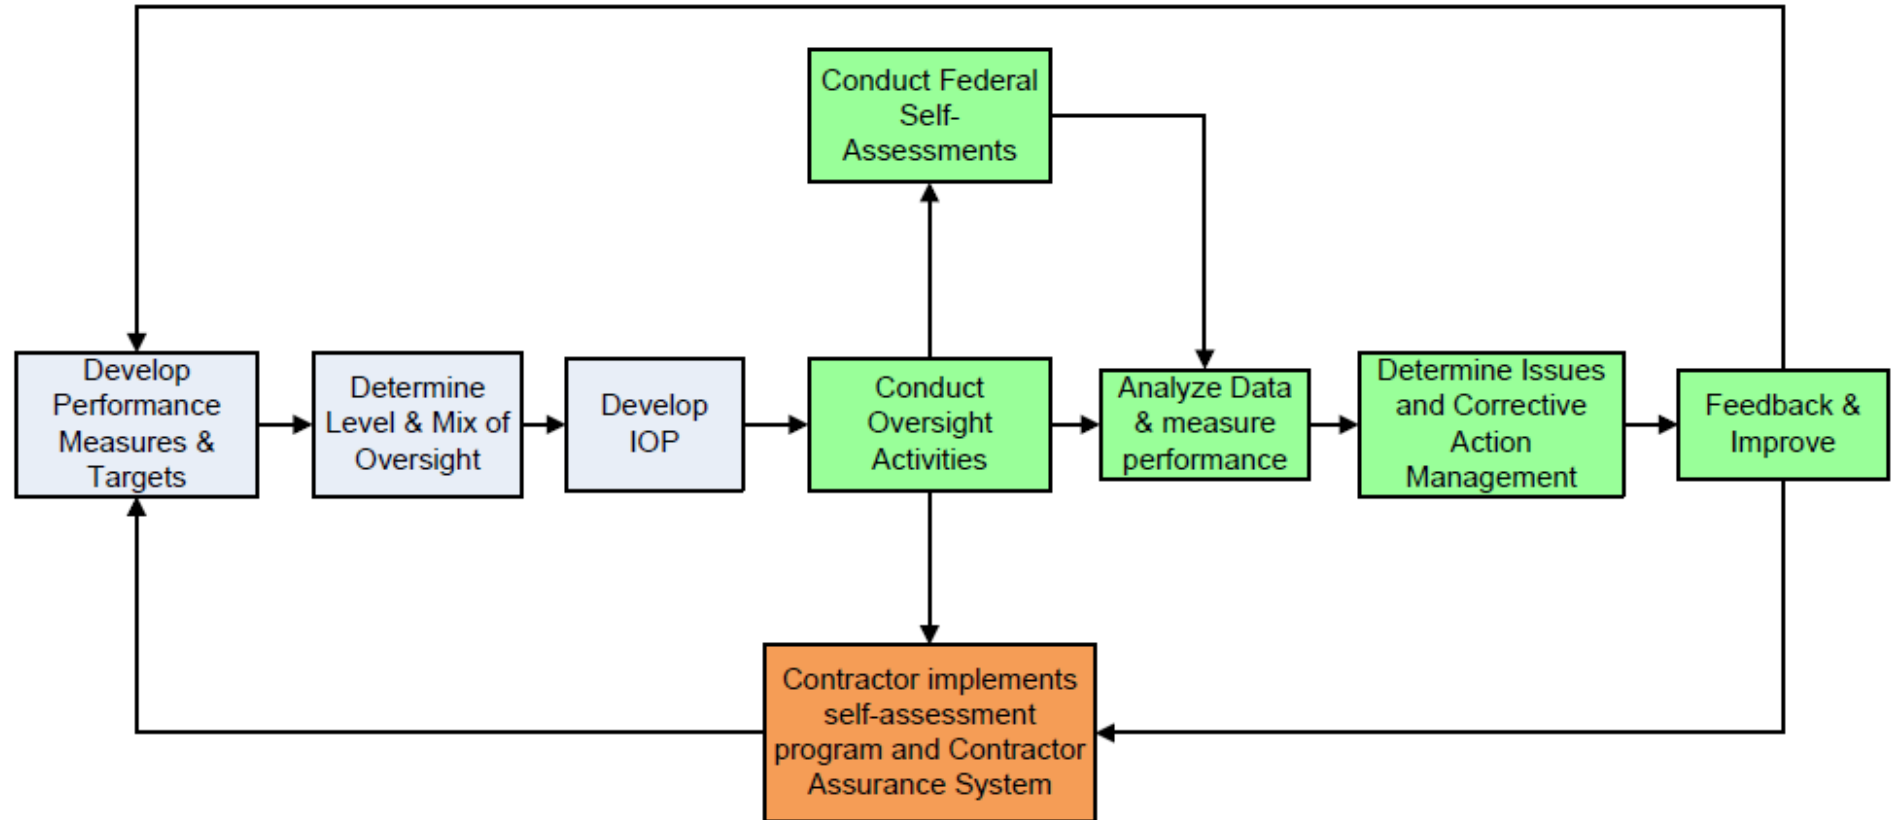 Conduct Federal
Self-
Assessments
Develop
Performance
Measures &
Targets
Determine
Level & Mix of
Oversight
Develop
IOP
Conduct
Oversight
Activities
Analyze Data
& measure
performance
Determine Issues
and Corrective
Action
Management
Feedback &
Improve
Contractor implements
self-assessment
program and Contractor
Assurance System